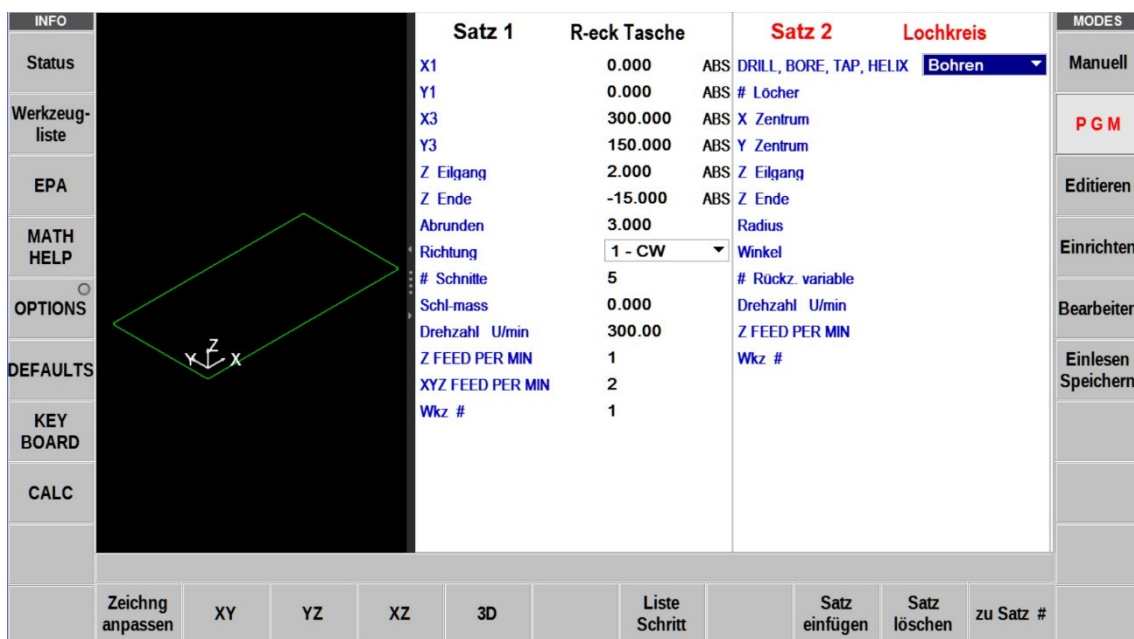 INFO
Status
Werkzeug-
liste
EPA
MATH
HELP
OPTIONS
DEFAULTS
KEY
BOARD
CALC
Z
Y X
Satz 1 R-eck Tasche
X1 0.000 ABS
Y1 0.000 ABS
X3 300.000 ABS
Y3 150.000 ABS
Z Eilgang 2.000 ABS
Z Ende -15.000 ABS
Abrunden 3.000
Richtung 1 - CW
# Schnitte 5
Schl-mass 0.000
Drehzahl U/min 300.00
Z FEED PER MIN 1
XYZ FEED PER MIN 2
Wkz # 1
Satz 2 Lochkreis
DRILL, BORE, TAP, HELIX Bohren
# Löcher
X Zentrum
Y Zentrum
Z Eilgang
Z Ende
Radius
Winkel
# Rückz. variable
Drehzahl U/min
Z FEED PER MIN
Wkz #
MODES
Manuell
P G M
Editieren
Einrichten
Bearbeiten
Einlesen
Speichern
Zeichng
anpassen
XY
YZ
XZ
3D
Liste
Schritt
Satz
einfügen
Satz
löschen
zu Satz #